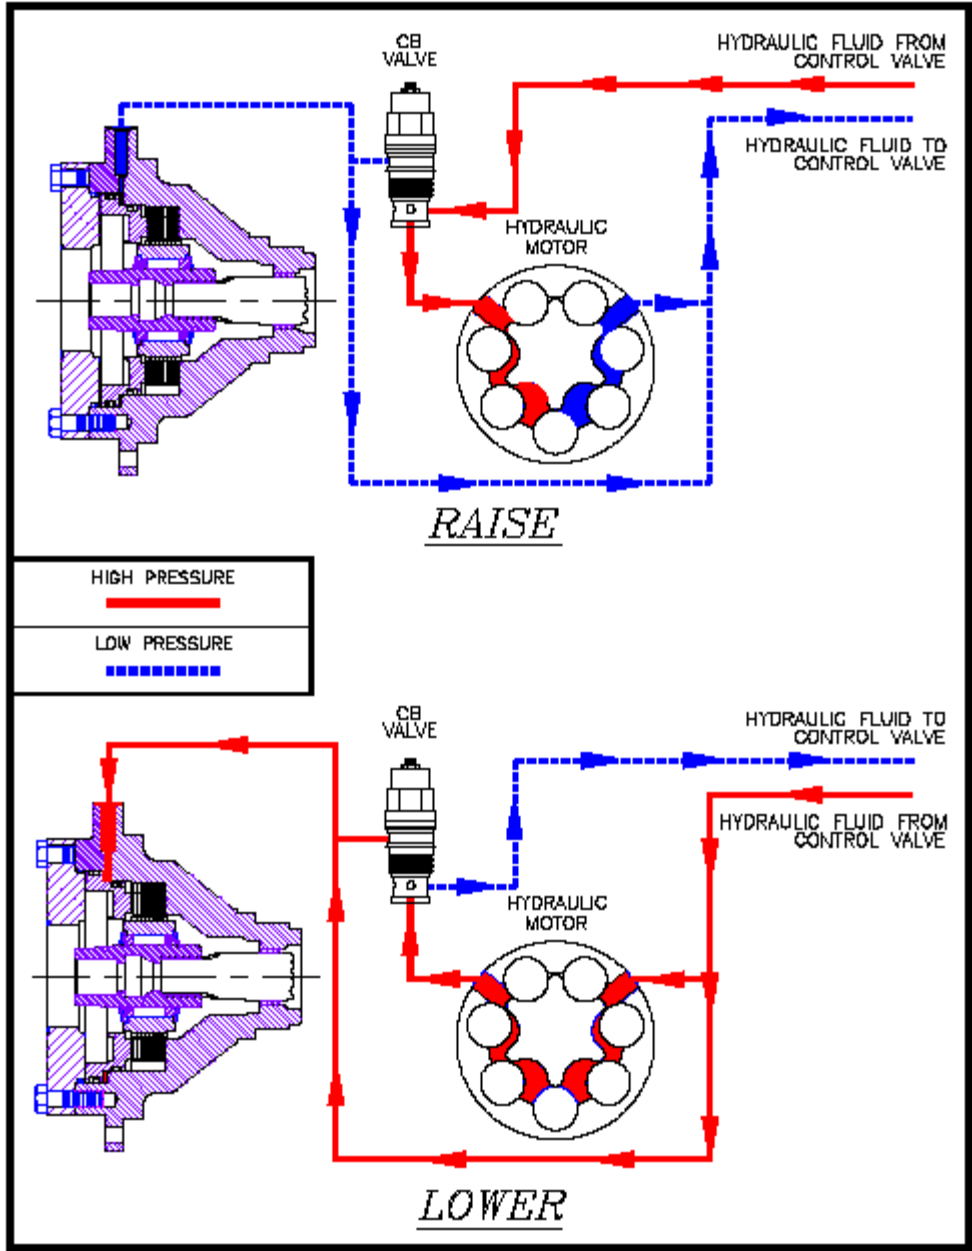 CB
VALVE
HYDRAULIC FLUID FROM
CONTROL VALVE
HYDRAULIC FLUID TO
CONTROL VALVE
HYDRAULIC
MOTOR
RAISE
HIGH PRESSURE
LOW PRESSURE
CB
VALVE
HYDRAULIC FLUID TO
CONTROL VALVE
HYDRAULIC FLUID FROM
CONTROL VALVE
HYDRAULIC
MOTOR
LOWER